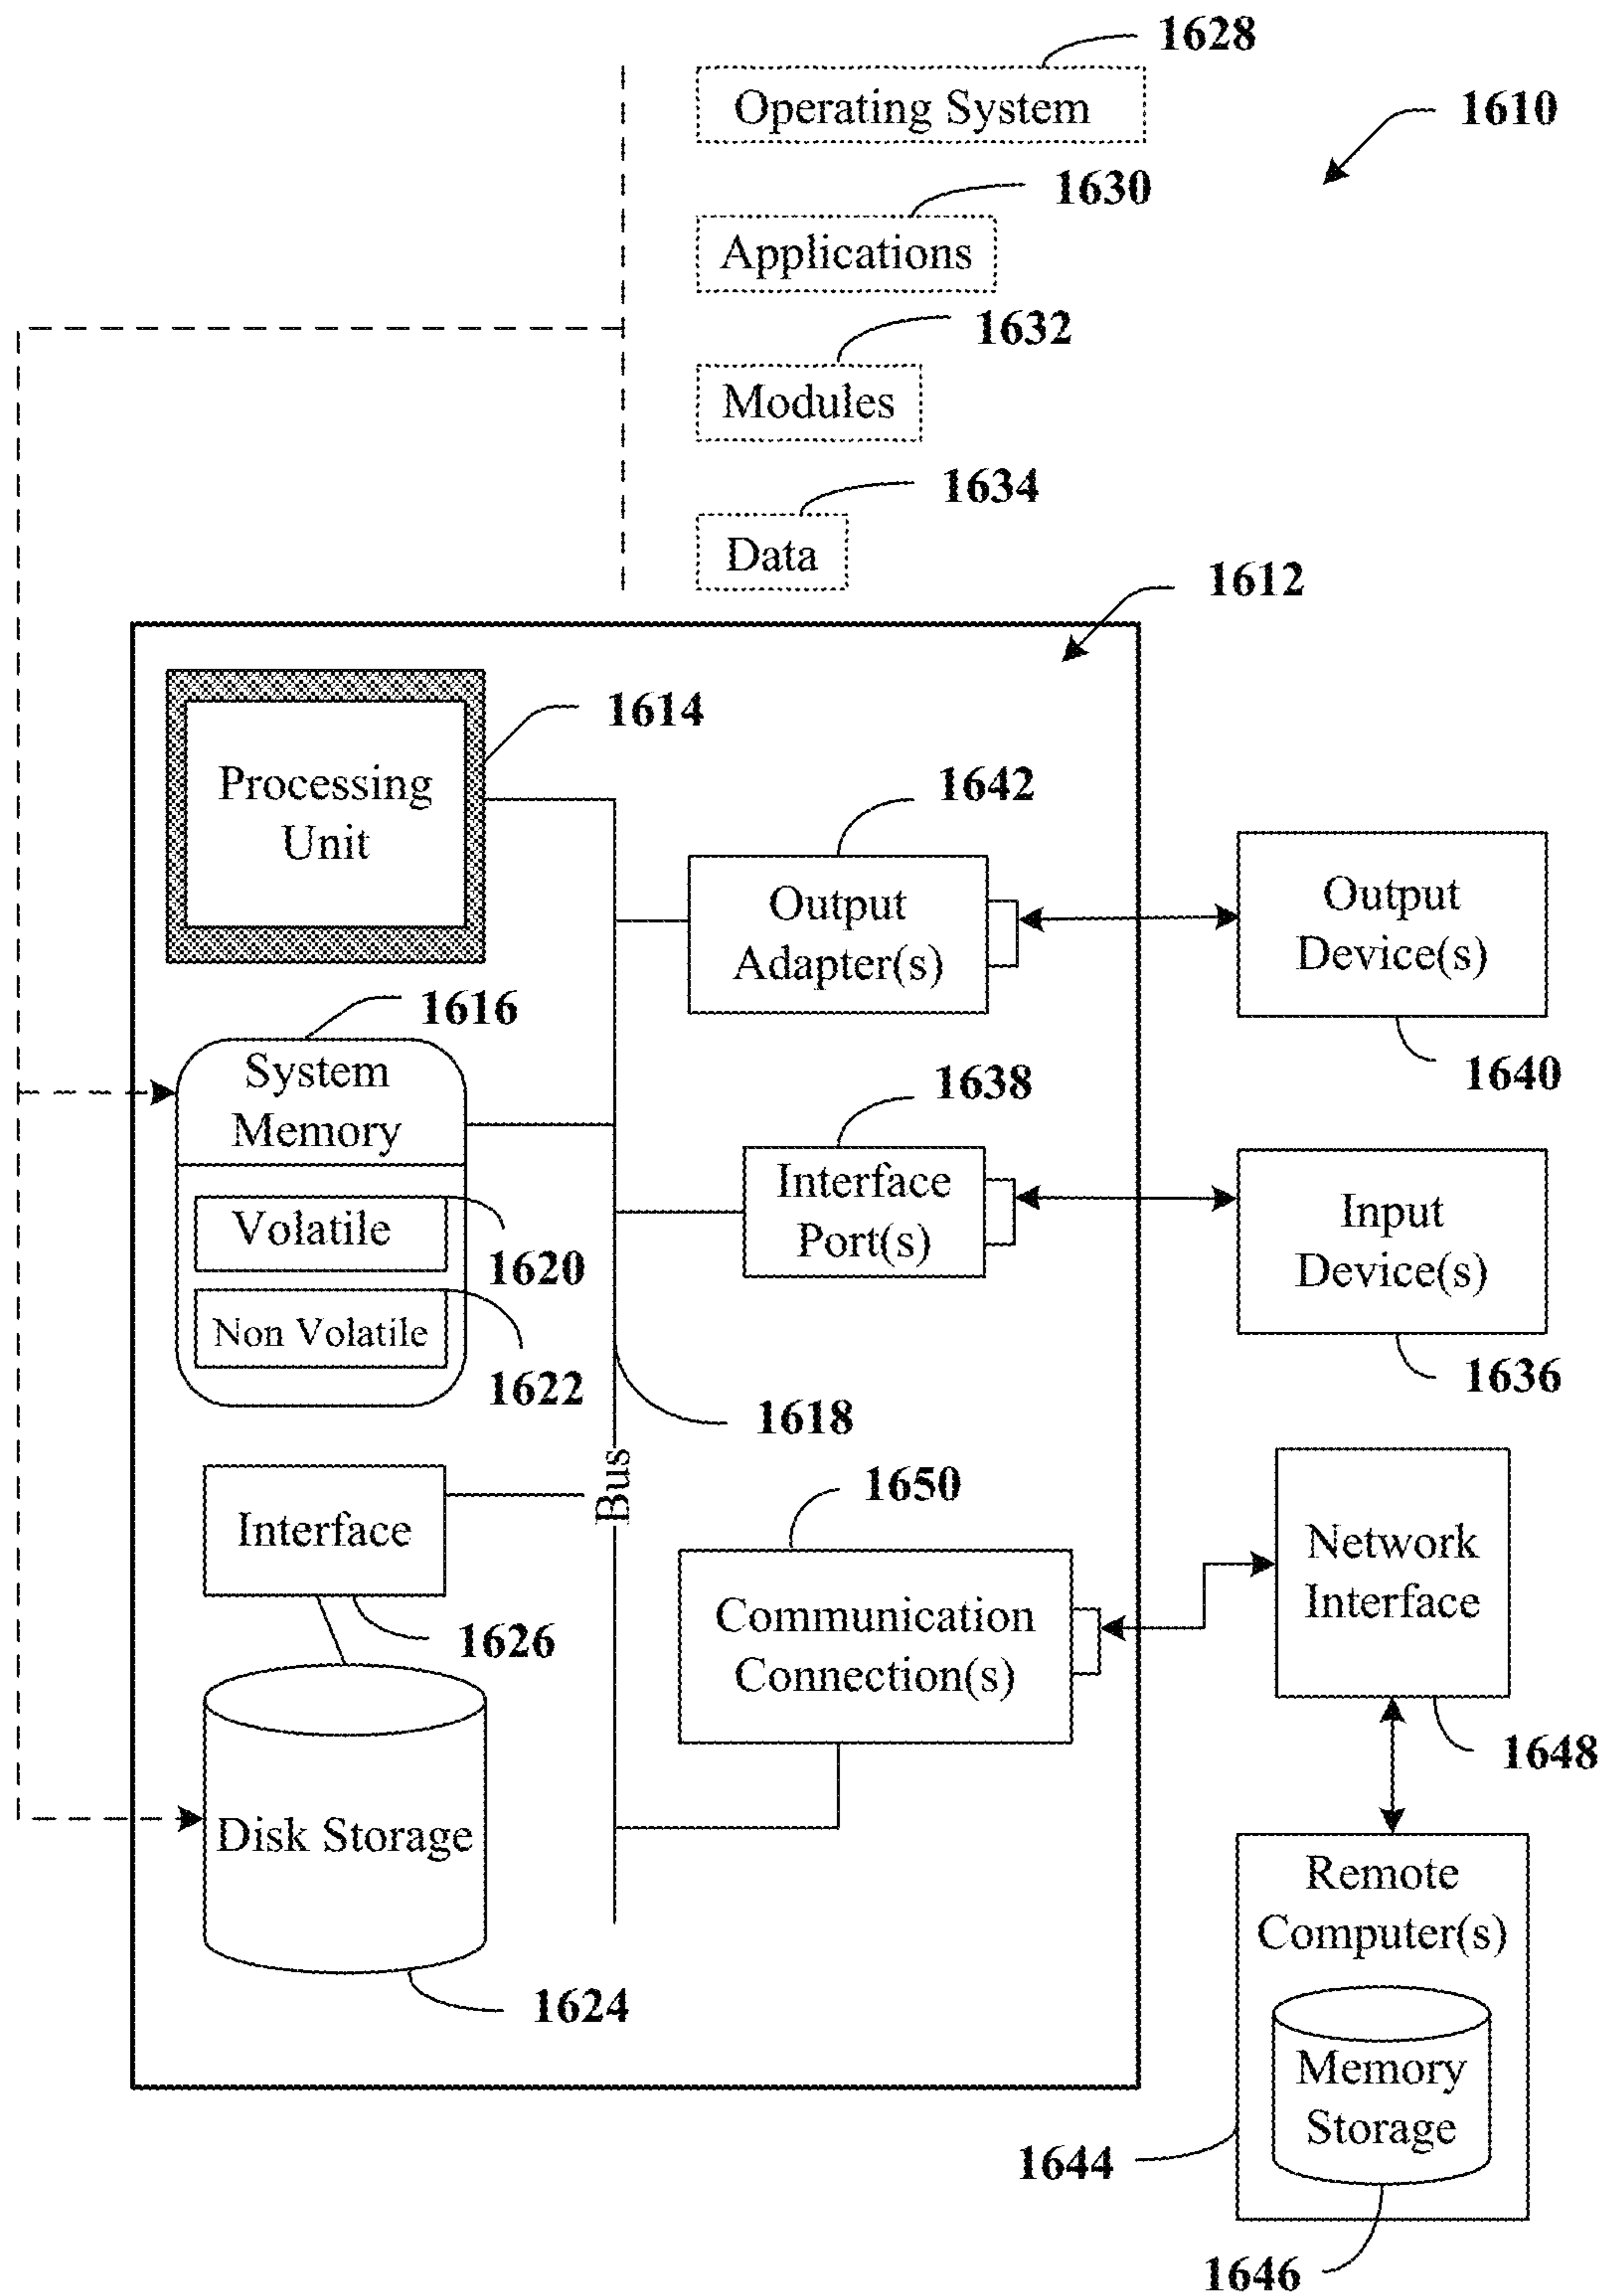 1628
Operating System
1610
1630
Applications
1632
Modules
1634
Data
1612
1614
Processing
Unit
1642
Output
Adapter(s)
Output
Device(s)
1640
1616
System
Memory
1638
Interface
Port(s)
Input
Device(s)
1636
Volatile
1620
Non Volatile
1622
1618
Bus
Interface
1626
1650
Communication
Connection(s)
Network
Interface
1648
Disk Storage
1624
Remote
Computer(s)
Memory
Storage
1644
1646